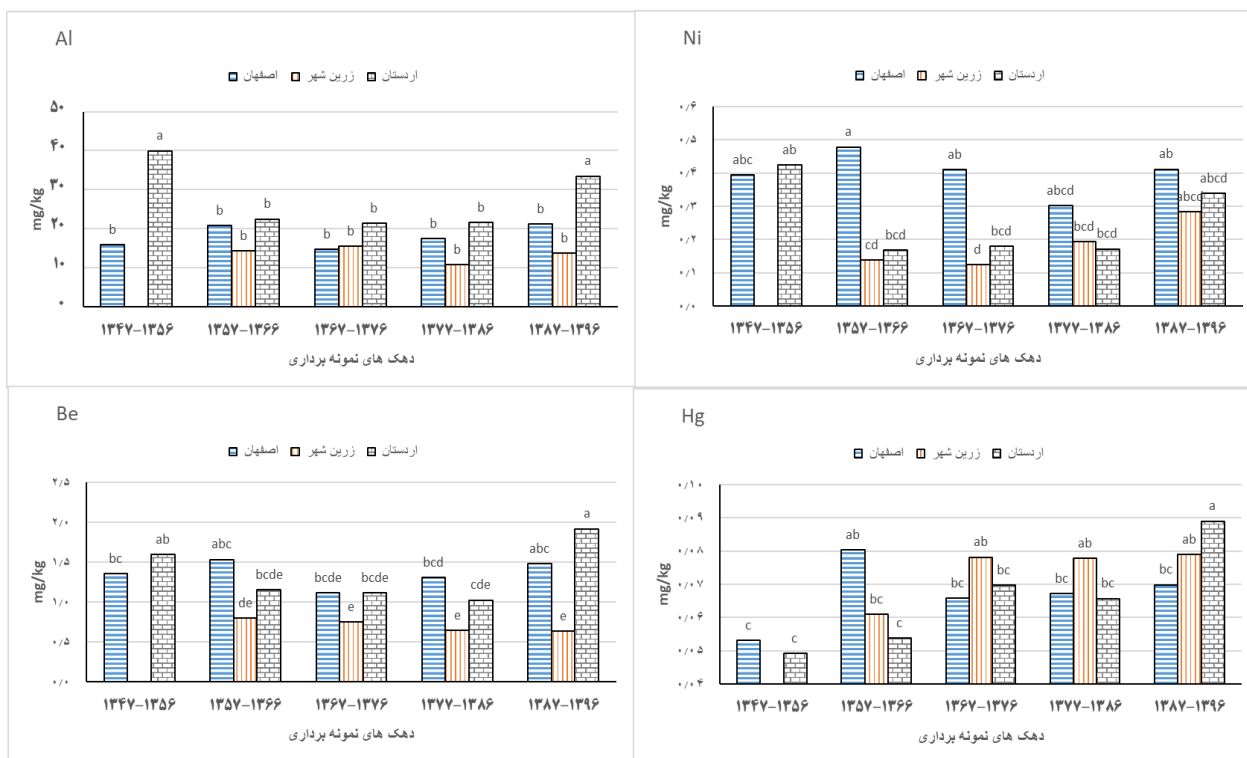 Al
اصفهان زرین شهر اردستان
mg/kg
۵۰
۴۰
۳۰
۲۰
۱۰
۰
b a
b b b
b b b
b b b
b b a
۱۳۴۷-۱۳۵۶ ۱۳۵۷-۱۳۶۶ ۱۳۶۷-۱۳۷۶ ۱۳۷۷-۱۳۸۶ ۱۳۸۷-۱۳۹۶
دهک های نمونه برداری
Ni
اصفهان زرین شهر اردستان
mg/kg
۰٫۶
۰٫۵
۰٫۴
۰٫۳
۰٫۲
۰٫۱
۰٫۰
abc ab
a cd bcd
ab d bcd
abcd bcd bcd
ab abcd abcd
۱۳۴۷-۱۳۵۶ ۱۳۵۷-۱۳۶۶ ۱۳۶۷-۱۳۷۶ ۱۳۷۷-۱۳۸۶ ۱۳۸۷-۱۳۹۶
دهک های نمونه برداری
Be
اصفهان زرین شهر اردستان
mg/kg
۲٫۵
۲٫۰
۱٫۵
۱٫۰
۰٫۵
۰٫۰
bc ab
abc de bcde
bcde e bcde
bcd e cde
abc e a
۱۳۴۷-۱۳۵۶ ۱۳۵۷-۱۳۶۶ ۱۳۶۷-۱۳۷۶ ۱۳۷۷-۱۳۸۶ ۱۳۸۷-۱۳۹۶
دهک های نمونه برداری
Hg
اصفهان زرین شهر اردستان
mg/kg
۰٫۱۰
۰٫۰۹
۰٫۰۸
۰٫۰۷
۰٫۰۶
۰٫۰۵
۰٫۰۴
c c
ab bc c
bc ab bc
bc ab bc
bc ab a
۱۳۴۷-۱۳۵۶ ۱۳۵۷-۱۳۶۶ ۱۳۶۷-۱۳۷۶ ۱۳۷۷-۱۳۸۶ ۱۳۸۷-۱۳۹۶
دهک های نمونه برداری